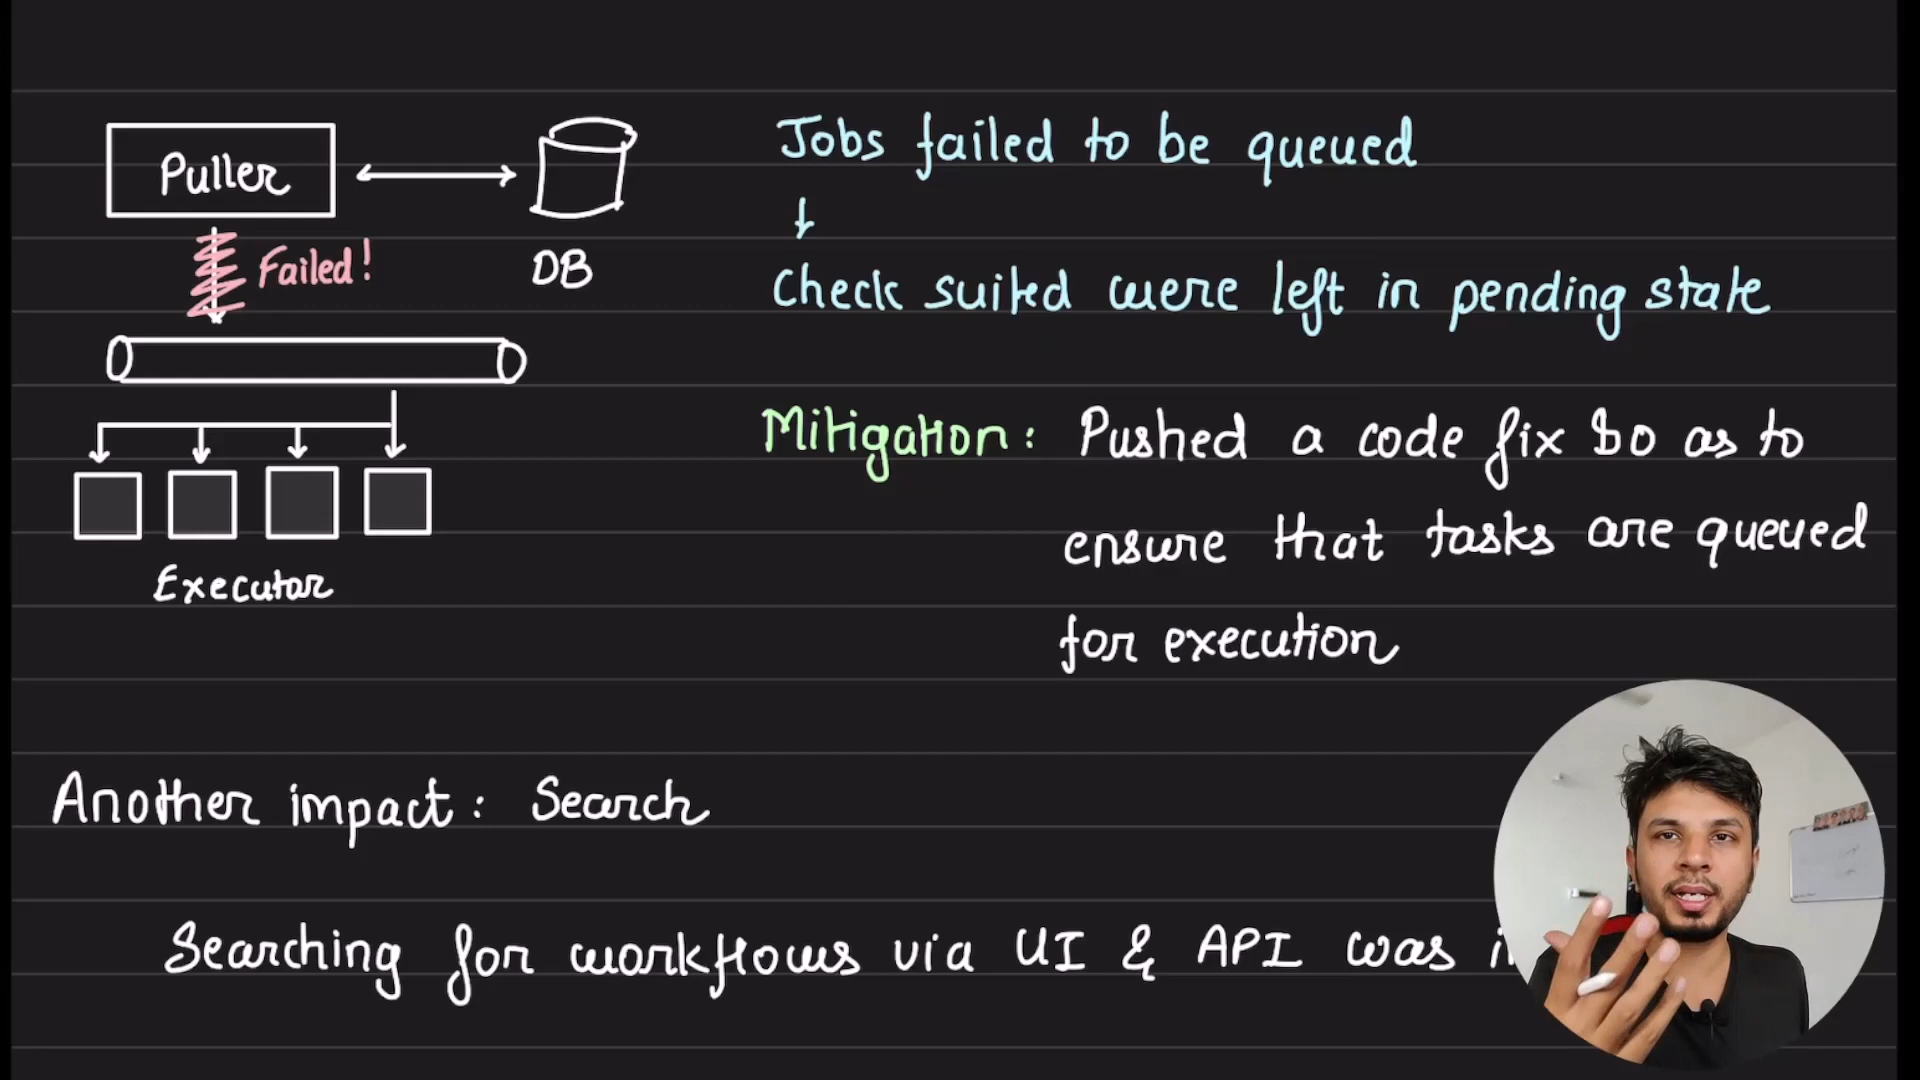 Puller
Failed!
DB
Executor
Jobs failed to be queued
Check suited were left in pending state
Mitigation: Pushed a code fix so as to
ensure that tasks are queued
for execution
Another impact: Search
Searching for workflows via UI & API was